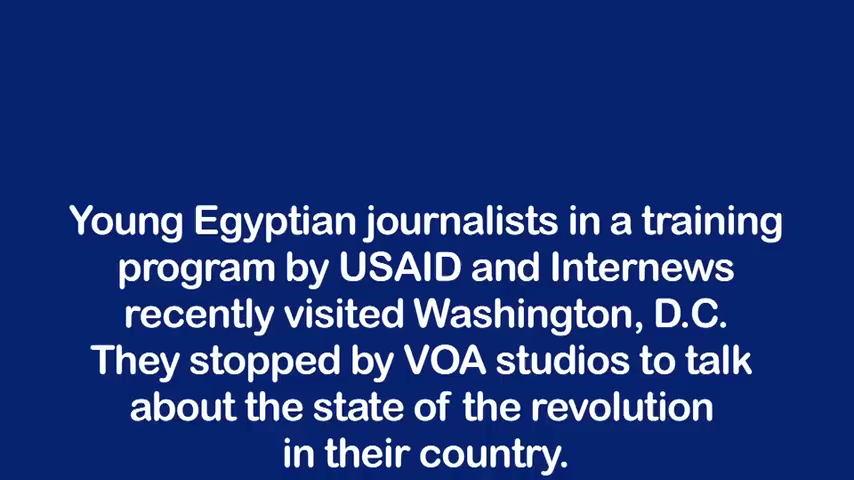 Young Egyptian journalists in a training
program by USAID and Internews
recently visited Washington, D.C.
They stopped by VOA studios to talk
about the state of the revolution
in their country.